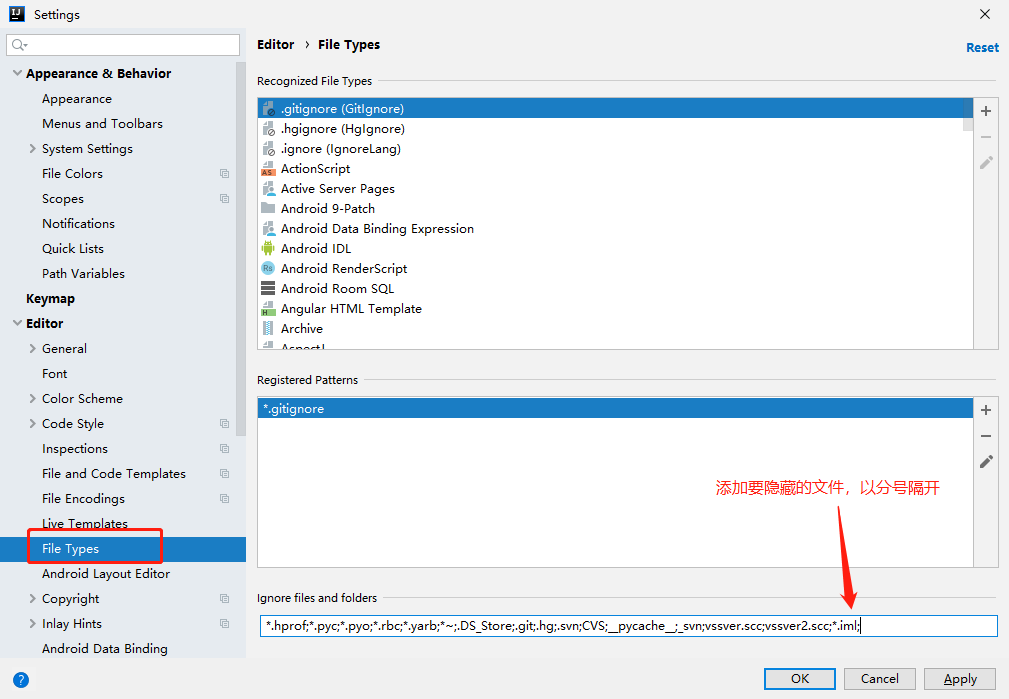 Settings
Appearance & Behavior
Appearance
Menus and Toolbars
System Settings
File Colors
Scopes
Notifications
Quick Lists
Path Variables
Keymap
Editor
General
Font
Color Scheme
Code Style
Inspections
File and Code Templates
File Encodings
Live Templates
File Types
Android Layout Editor
Copyright
Inlay Hints
Android Data Binding
Editor › File Types
Reset
Recognized File Types
.gitignore (GitIgnore)
.hgignore (HgIgnore)
.ignore (IgnoreLang)
ActionScript
Active Server Pages
Android 9-Patch
Android Data Binding Expression
Android IDL
Android RenderScript
Android Room SQL
Angular HTML Template
Archive
AspectJ
Registered Patterns
*.gitignore
添加要隐藏的文件，以分号隔开
Ignore files and folders
*.hprof;*.pyc;*.pyo;*.rbc;*.yarb;*~;.DS_Store;.git;.hg;.svn;CVS;__pycache__;_svn;vssver.scc;vssver2.scc;*.iml;
OK
Cancel
Apply